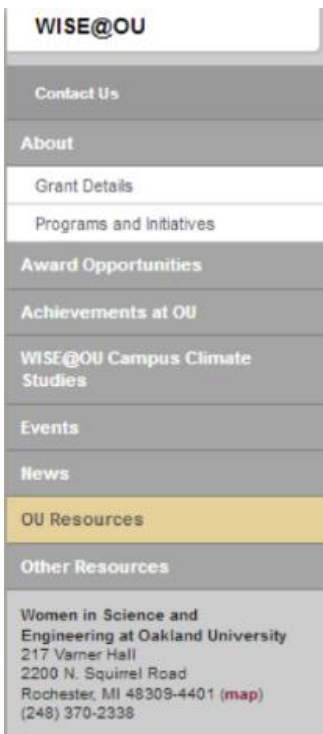 WISE@OU
Contact Us
About
Grant Details
Programs and Initiatives
Award Opportunities
Achievements at OU
WISE@OU Campus Climate
Studies
Events
News
OU Resources
Other Resources
Women in Science and
Engineering at Oakland University
217 Varner Hall
2200 N. Squirrel Road
Rochester, MI 48309-4401 (map)
(248) 370-2338